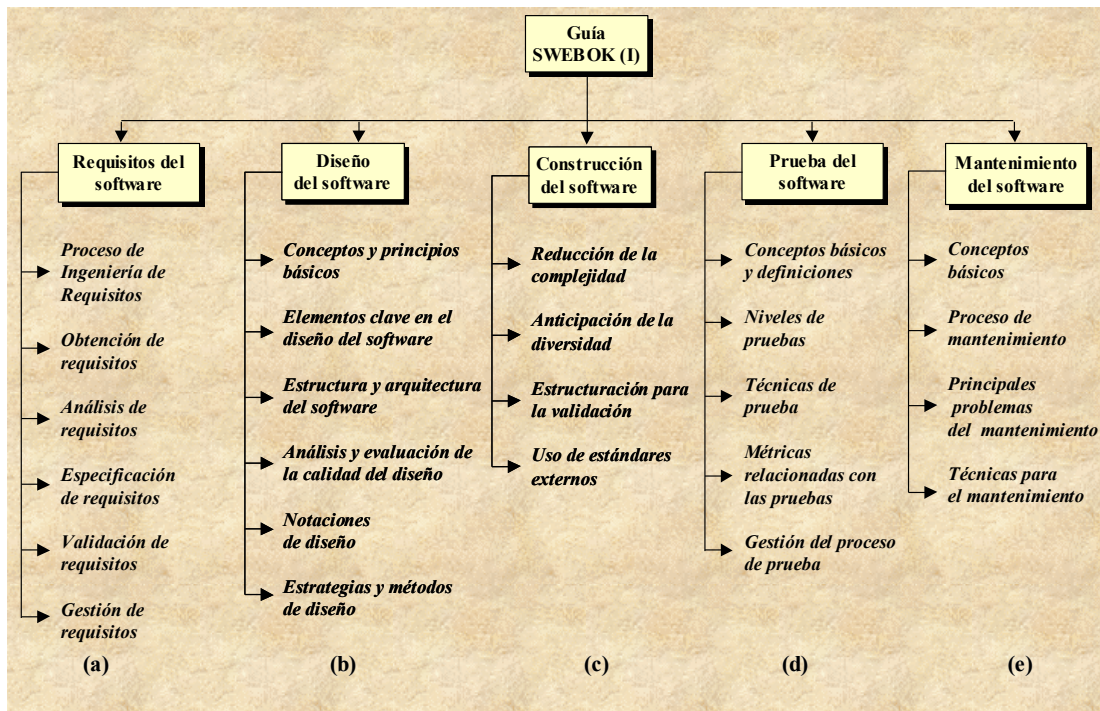 Guía
SWEBOK (I)
Requisitos del
software
Proceso de
Ingeniería de
Requisitos
Obtención de
requisitos
Análisis de
requisitos
Especificación
de requisitos
Validación de
requisitos
Gestión de
requisitos
(a)
Diseño
del software
Conceptos y principios
básicos
Elementos clave en el
diseño del software
Estructura y arquitectura
del software
Análisis y evaluación de
la calidad del diseño
Notaciones
de diseño
Estrategias y métodos
de diseño
(b)
Construcción
del software
Reducción de la
complejidad
Anticipación de la
diversidad
Estructuración para
la validación
Uso de estándares
externos
(c)
Prueba del
software
Conceptos básicos
y definiciones
Niveles de
pruebas
Técnicas de
prueba
Métricas
relacionadas con
las pruebas
Gestión del proceso
de prueba
(d)
Mantenimiento
del software
Conceptos
básicos
Proceso de
mantenimiento
Principales
problemas
del mantenimiento
Técnicas para
el mantenimiento
(e)